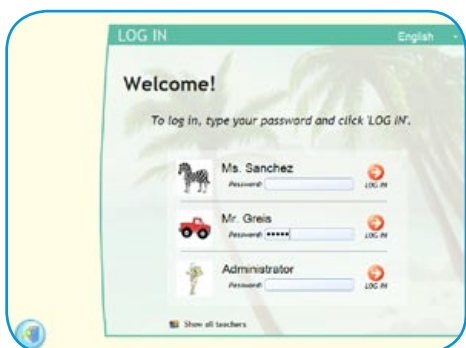 LOG IN
English
Welcome!
To log in, type your password and click 'LOG IN'.
Ms. Sanchez
Password:
LOG IN
Mr. Greis
Password: •••••
LOG IN
Administrator
Password:
LOG IN
Show all teachers